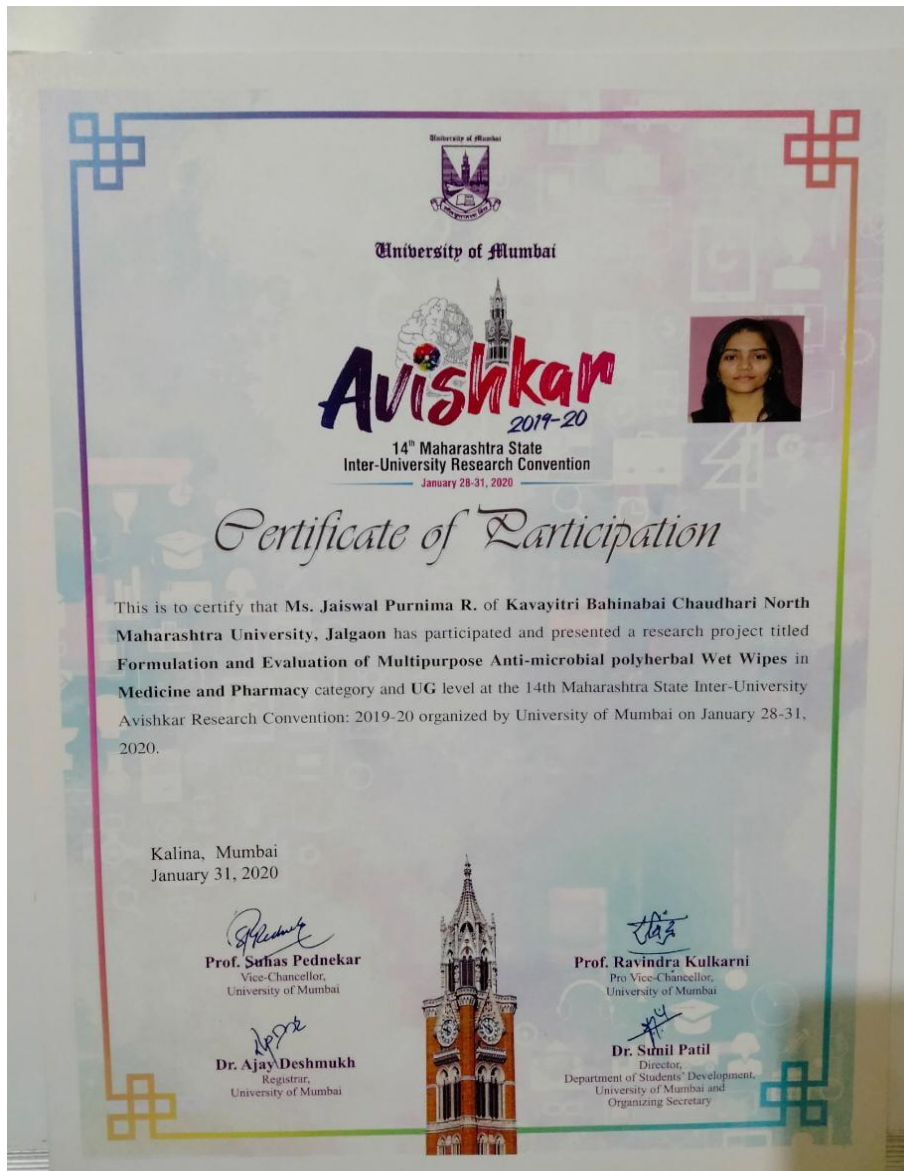 University of Mumbai
University of Mumbai
Avishkar
2019-20
14th Maharashtra State
Inter-University Research Convention
January 28-31, 2020
Certificate of Participation
This is to certify that Ms. Jaiswal Purnima R. of Kavayitri Bahinabai Chaudhari North
Maharashtra University, Jalgaon has participated and presented a research project titled
Formulation and Evaluation of Multipurpose Anti-microbial polyherbal Wet Wipes in
Medicine and Pharmacy category and UG level at the 14th Maharashtra State Inter-University
Avishkar Research Convention: 2019-20 organized by University of Mumbai on January 28-31,
2020.
Kalina, Mumbai
January 31, 2020
Prof. Suhas Pednekar
Vice-Chancellor,
University of Mumbai
Prof. Ravindra Kulkarni
Pro Vice-Chancellor,
University of Mumbai
Dr. Ajay Deshmukh
Registrar,
University of Mumbai
Dr. Sunil Patil
Director,
Department of Students' Development,
University of Mumbai and
Organizing Secretary